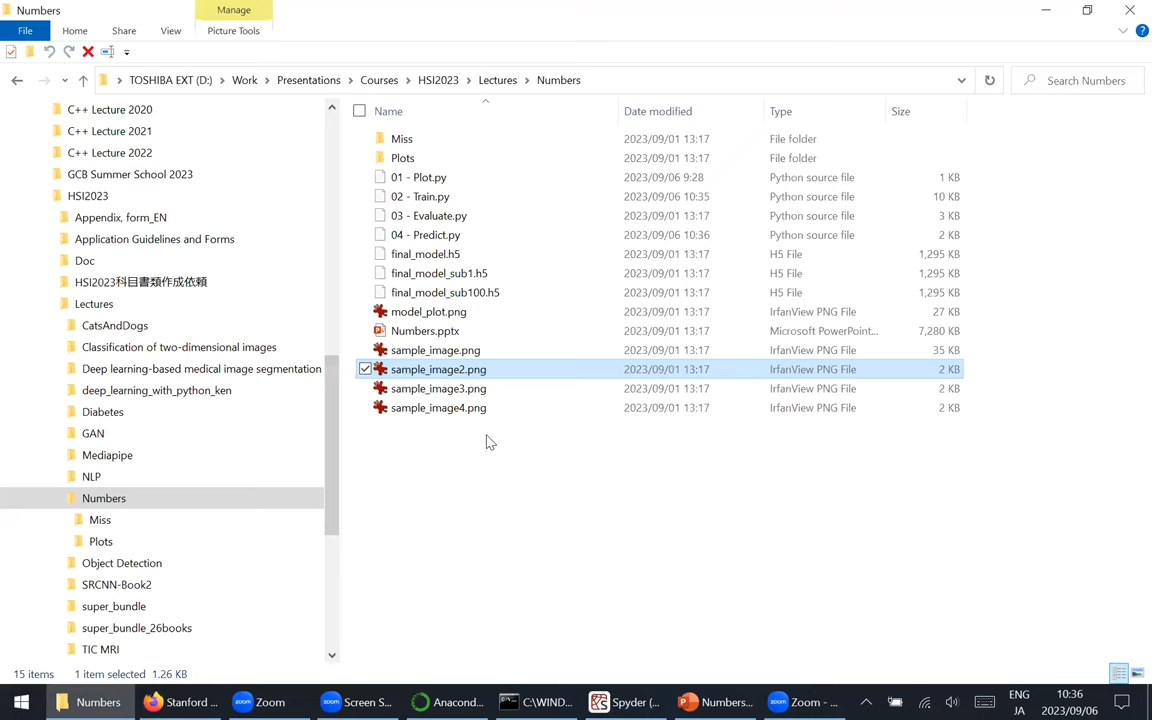 Numbers
Manage
File
Home
Share
View
Picture Tools
TOSHIBA EXT (D:) > Work > Presentations > Courses > HSI2023 > Lectures > Numbers
Search Numbers
C++ Lecture 2020
C++ Lecture 2021
C++ Lecture 2022
GCB Summer School 2023
HSI2023
Appendix, form_EN
Application Guidelines and Forms
Doc
HSI2023科目書類作成依頼
Lectures
CatsAndDogs
Classification of two-dimensional images
Deep learning-based medical image segmentation
deep_learning_with_python_ken
Diabetes
GAN
Mediapipe
NLP
Numbers
Miss
Plots
Object Detection
SRCNN-Book2
super_bundle
super_bundle_26books
TIC MRI
Name Date modified Type Size
Miss 2023/09/01 13:17 File folder
Plots 2023/09/01 13:17 File folder
01 - Plot.py 2023/09/06 9:28 Python source file 1 KB
02 - Train.py 2023/09/06 10:35 Python source file 10 KB
03 - Evaluate.py 2023/09/01 13:17 Python source file 3 KB
04 - Predict.py 2023/09/06 10:36 Python source file 2 KB
final_model.h5 2023/09/01 13:17 H5 File 1,295 KB
final_model_sub1.h5 2023/09/01 13:17 H5 File 1,295 KB
final_model_sub100.h5 2023/09/01 13:17 H5 File 1,295 KB
model_plot.png 2023/09/01 13:17 IrfanView PNG File 27 KB
Numbers.pptx 2023/09/01 13:17 Microsoft PowerPoint... 7,280 KB
sample_image.png 2023/09/01 13:17 IrfanView PNG File 35 KB
sample_image2.png 2023/09/01 13:17 IrfanView PNG File 2 KB
sample_image3.png 2023/09/01 13:17 IrfanView PNG File 2 KB
sample_image4.png 2023/09/01 13:17 IrfanView PNG File 2 KB
15 items 1 item selected 1.26 KB
Numbers
Stanford ...
zoom Zoom
zoom Screen S...
Anacond...
C:\WIND...
Spyder (...
Numbers...
zoom Zoom - ...
ENG
JA
10:36
2023/09/06